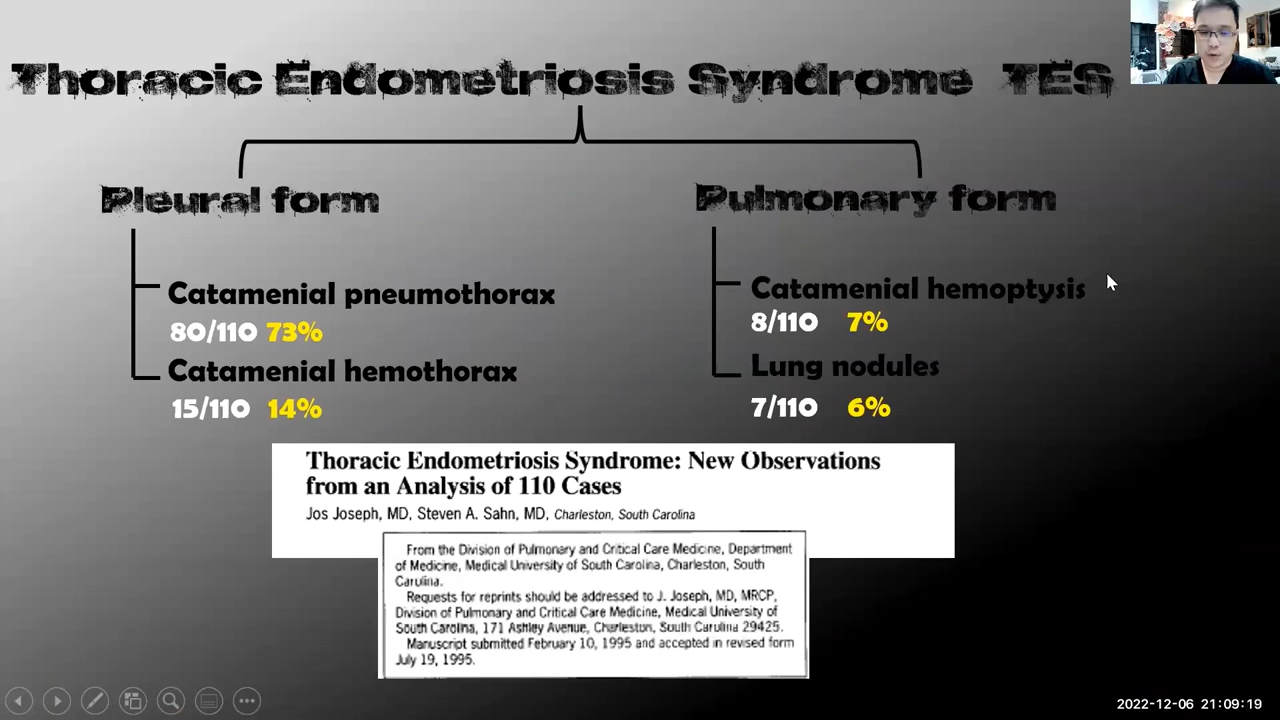 Thoracic Endometriosis Syndrome TES
Pleural form
Catamenial pneumothorax
80/110 73%
Catamenial hemothorax
15/110 14%
Pulmonary form
Catamenial hemoptysis
8/110 7%
Lung nodules
7/110 6%
Thoracic Endometriosis Syndrome: New Observations
from an Analysis of 110 Cases
Jos Joseph, MD, Steven A. Sahn, MD, Charleston, South Carolina
From the Division of Pulmonary and Critical Care Medicine, Department
of Medicine, Medical University of South Carolina, Charleston, South
Carolina.
Requests for reprints should be addressed to J. Joseph, MD, MRCP,
Division of Pulmonary and Critical Care Medicine, Medical University of
South Carolina, 171 Ashley Avenue, Charleston, South Carolina 29425.
Manuscript submitted February 10, 1995 and accepted in revised form
July 19, 1995.
2022-12-06 21:09:19